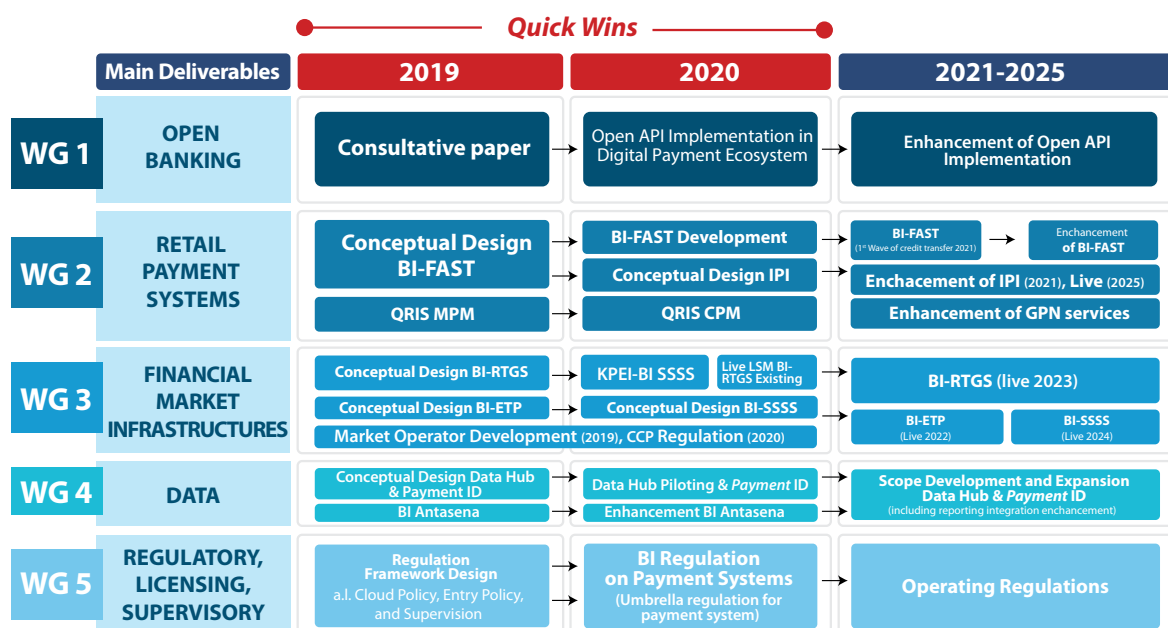 Quick Wins
Main Deliverables
2019
2020
2021-2025
WG 1
OPEN
BANKING
Consultative paper
Open API Implementation in
Digital Payment Ecosystem
Enhancement of Open API
Implementation
WG 2
RETAIL
PAYMENT
SYSTEMS
Conceptual Design
BI-FAST
QRIS MPM
BI-FAST Development
Conceptual Design IPI
QRIS CPM
BI-FAST
(1st Wave of credit transfer 2021)
Enchancement
of BI-FAST
Enchacement of IPI (2021), Live (2025)
Enhancement of GPN services
WG 3
FINANCIAL
MARKET
INFRASTRUCTURES
Conceptual Design BI-RTGS
KPEI-BI SSSS
Live LSM BI-
RTGS Existing
BI-RTGS (live 2023)
Conceptual Design BI-ETP
Conceptual Design BI-SSSS
BI-ETP
(Live 2022)
BI-SSSS
(Live 2024)
Market Operator Development (2019), CCP Regulation (2020)
WG 4
DATA
Conceptual Design Data Hub
& Payment ID
BI Antasena
Data Hub Piloting & Payment ID
Enhancement BI Antasena
Scope Development and Expansion
Data Hub & Payment ID
(including reporting integration enchancement)
WG 5
REGULATORY,
LICENSING,
SUPERVISORY
Regulation
Framework Design
a.l. Cloud Policy, Entry Policy,
and Supervision
BI Regulation
on Payment Systems
(Umbrella regulation for
payment system)
Operating Regulations